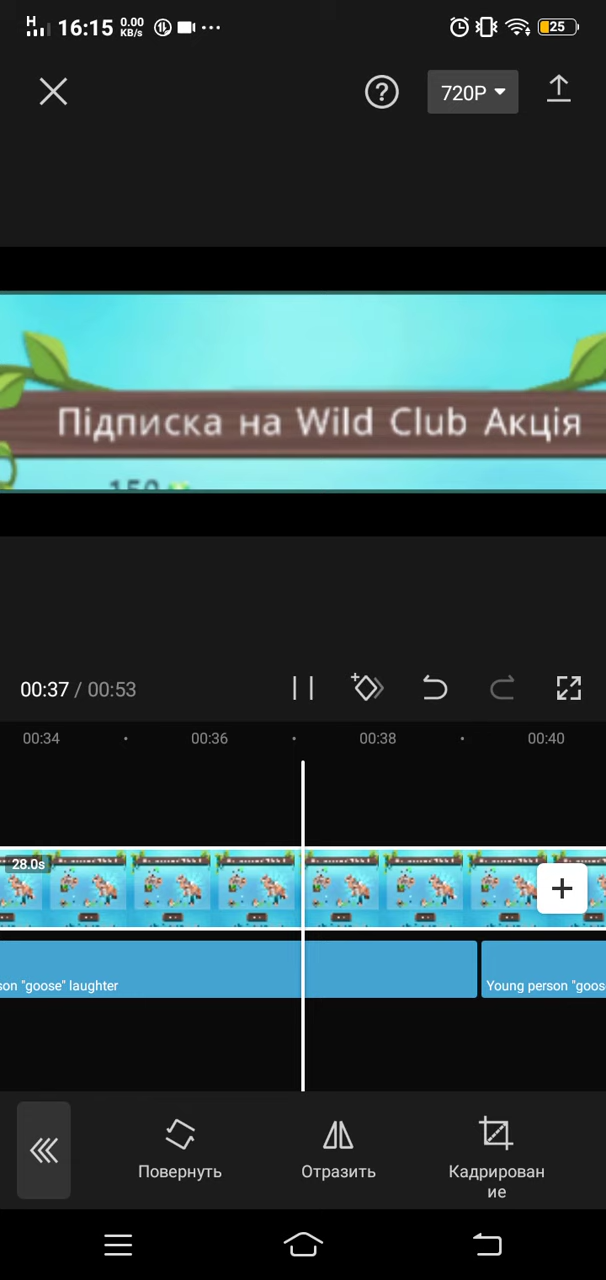 H 16:15 0.00 KB/s 25
720P
Підписка на Wild Club Акція
150
00:37 / 00:53
00:34 00:36 00:38 00:40
28.0s
son "goose" laughter
Young person "goos
Повернуть
Отразить
Кадрирован
ие